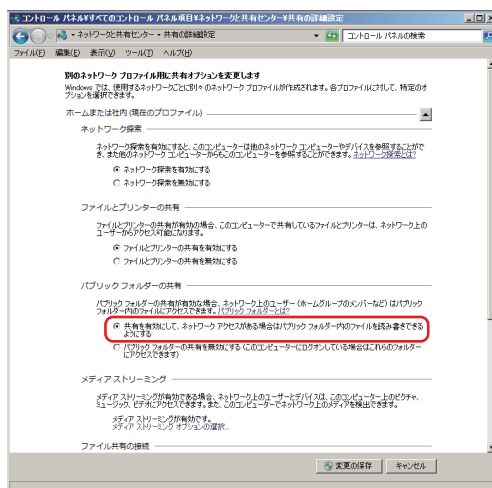 コントロール パネル¥すべてのコントロール パネル項目¥ネットワークと共有センター¥共有の詳細設定
ネットワークと共有センター ▸ 共有の詳細設定
コントロール パネルの検索
ファイル(F) 編集(E) 表示(V) ツール(T) ヘルプ(H)
別のネットワーク プロファイル用に共有オプションを変更します
Windows では、使用するネットワークごとに別々のネットワーク プロファイルが作成されます。各プロファイルに対して、特定のオ
プションを選択できます。
ホームまたは社内 (現在のプロファイル)
ネットワーク探索
ネットワーク探索を有効にすると、このコンピューターは他のネットワーク コンピューターやデバイスを参照することがで
き、また他のネットワーク コンピューターからもこのコンピューターを参照することができます。ネットワーク探索とは?
ネットワーク探索を有効にする
ネットワーク探索を無効にする
ファイルとプリンターの共有
ファイルとプリンターの共有が有効の場合、このコンピューターで共有しているファイルとプリンターは、ネットワーク上の
ユーザーからアクセス可能になります。
ファイルとプリンターの共有を有効にする
ファイルとプリンターの共有を無効にする
パブリック フォルダーの共有
パブリック フォルダーの共有が有効な場合、ネットワーク上のユーザー (ホームグループのメンバーなど) はパブリック
フォルダー内のファイルにアクセスできます。パブリック フォルダーとは?
共有を有効にして、ネットワーク アクセスがある場合はパブリック フォルダー内のファイルを読み書きできる
ようにする
パブリック フォルダーの共有を無効にする (このコンピューターにログオンしている場合はこれらのフォルダー
にアクセスできます)
メディア ストリーミング
メディア ストリーミングが有効である場合、ネットワーク上のユーザーとデバイスは、このコンピューター上のピクチャ、
ミュージック、ビデオにアクセスできます。また、このコンピューターでネットワーク上のメディアを検出できます。
メディア ストリーミングが有効です。
メディア ストリーミング オプションの選択...
ファイル共有の接続
変更の保存
キャンセル